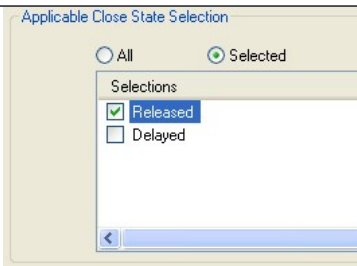 Applicable Close State Selection
All Selected
Selections
Released
Delayed